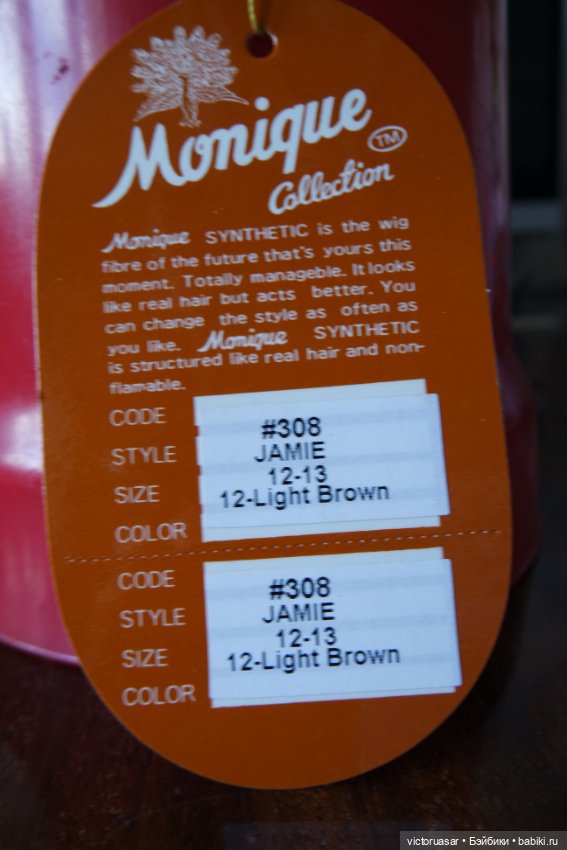 Monique TM
Collection
Monique SYNTHETIC is the wig
fibre of the future that's yours this
moment. Totally manageable. It looks
like real hair but acts better. You
can change the style as often as
you like. Monique SYNTHETIC
is structured like real hair and non-
flamable.
CODE #308
STYLE JAMIE
SIZE 12-13
COLOR 12-Light Brown
CODE #308
STYLE JAMIE
SIZE 12-13
COLOR 12-Light Brown
victoruasar • Бэйбики • babiki.ru